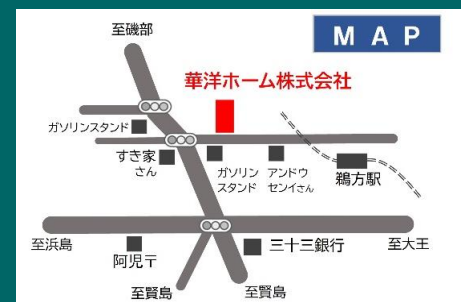 至磯部
MAP
華洋ホーム株式会社
ガソリンスタンド
すき家
さん
ガソリン
スタンド
アンドウ
センイさん
鵜方駅
至浜島
阿児〒
三十三銀行
至大王
至賢島
至賢島